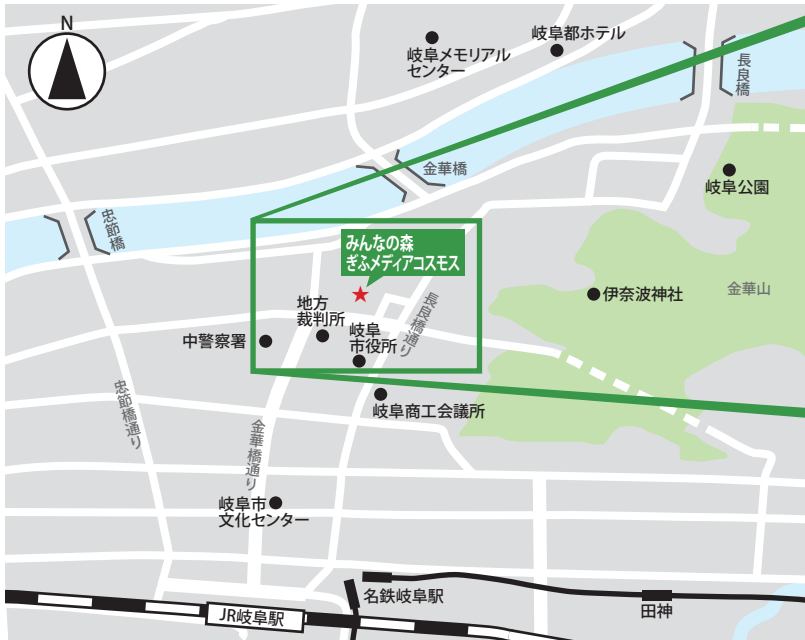 N
岐阜メモリアル
センター
岐阜都ホテル
長良橋
金華橋
岐阜公園
忠節橋
みんなの森
ぎふメディアコスモス
伊奈波神社
金華山
長良橋通り
地方
裁判所
中警察署
岐阜
市役所
岐阜商工会議所
忠節橋通り
金華橋通り
岐阜市
文化センター
名鉄岐阜駅
田神
JR岐阜駅